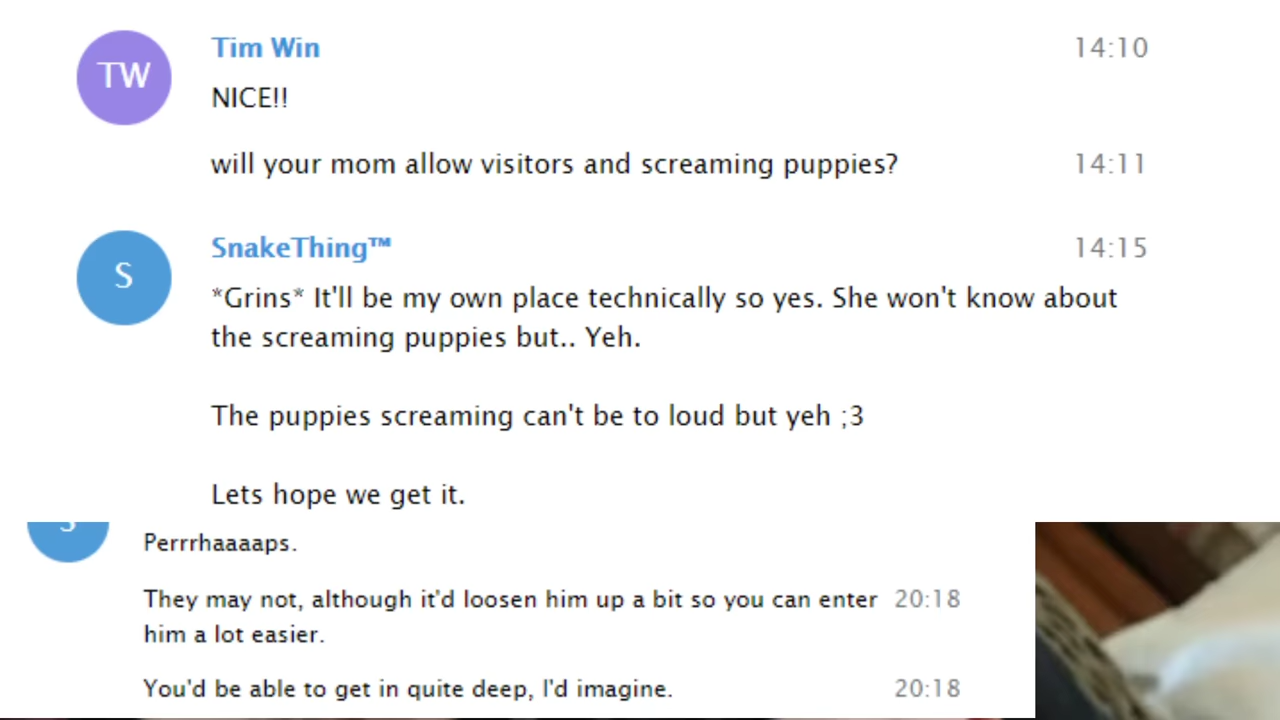 TW
Tim Win 14:10
NICE!!
will your mom allow visitors and screaming puppies? 14:11
S
SnakeThing™ 14:15
*Grins* It'll be my own place technically so yes. She won't know about
the screaming puppies but.. Yeh.
The puppies screaming can't be to loud but yeh ;3
Lets hope we get it.
S
Perrrhaaaaps.
They may not, although it'd loosen him up a bit so you can enter 20:18
him a lot easier.
You'd be able to get in quite deep, I'd imagine. 20:18